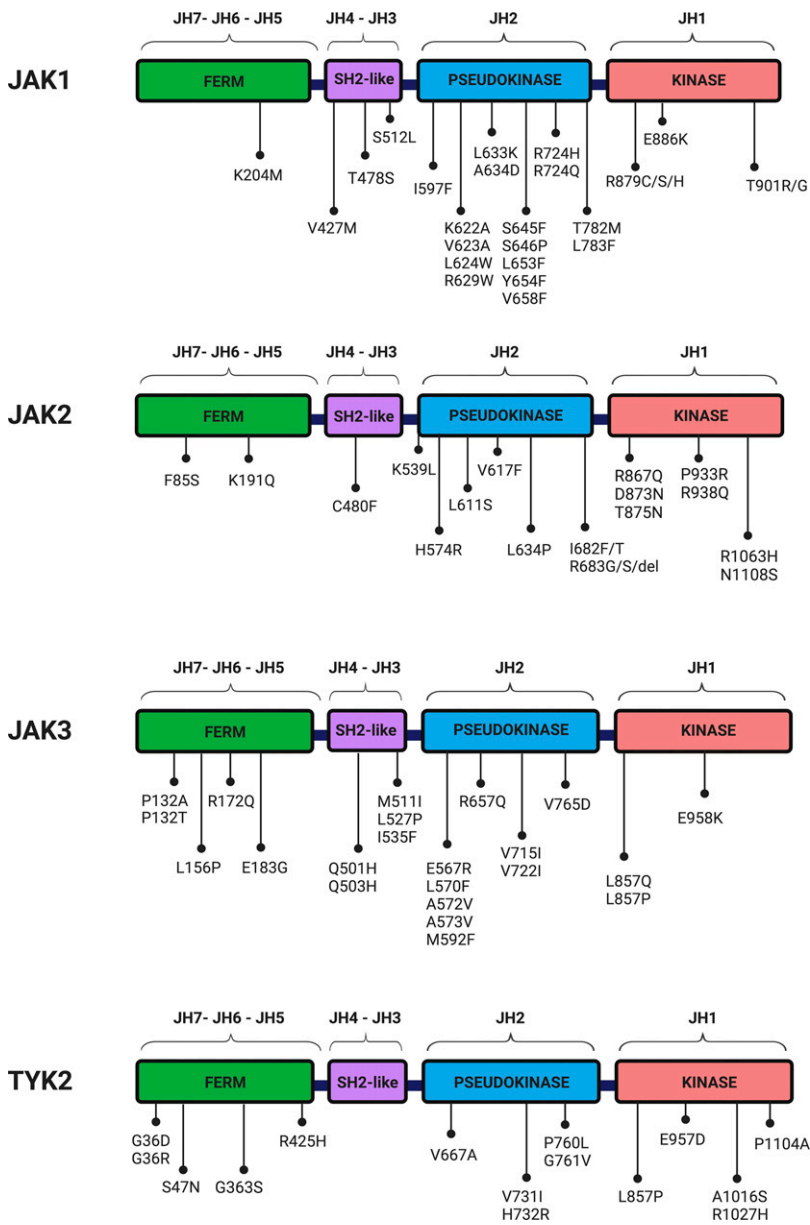 JH7- JH6 - JH5
JH4 - JH3
JH2
JH1
JAK1
FERM
SH2-like
PSEUDOKINASE
KINASE
K204M
V427M
T478S
S512L
I597F
K622A
V623A
L624W
R629W
L633K
A634D
S645F
S646P
L653F
Y654F
V658F
R724H
R724Q
T782M
L783F
R879C/S/H
E886K
T901R/G
JH7- JH6 - JH5
JH4 - JH3
JH2
JH1
JAK2
FERM
SH2-like
PSEUDOKINASE
KINASE
F85S
K191Q
C480F
K539L
H574R
L611S
V617F
L634P
I682F/T
R683G/S/del
R867Q
D873N
T875N
P933R
R938Q
R1063H
N1108S
JH7- JH6 - JH5
JH4 - JH3
JH2
JH1
JAK3
FERM
SH2-like
PSEUDOKINASE
KINASE
P132A
P132T
L156P
R172Q
E183G
Q501H
Q503H
M511I
L527P
I535F
E567R
L570F
A572V
A573V
M592F
R657Q
V715I
V722I
V765D
L857Q
L857P
E958K
JH7- JH6 - JH5
JH4 - JH3
JH2
JH1
TYK2
FERM
SH2-like
PSEUDOKINASE
KINASE
G36D
G36R
S47N
G363S
R425H
V667A
V731I
H732R
P760L
G761V
L857P
E957D
A1016S
R1027H
P1104A